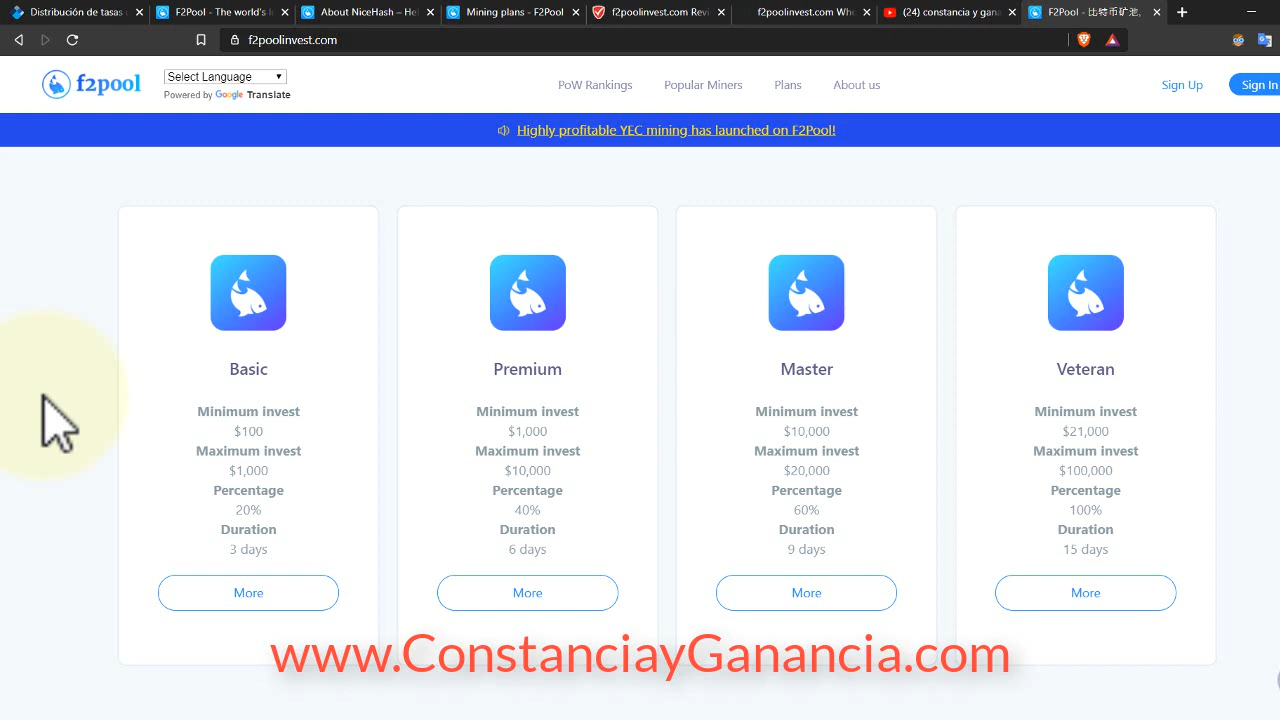 Distribución de tasas
F2Pool - The world's l
About NiceHash – Hel
Mining plans - F2Pool
f2poolinvest.com Revi
f2poolinvest.com Who
(24) constancia y gana
F2Pool - 比特币矿池,
f2poolinvest.com
f2pool
Select Language
Powered by Google Translate
PoW Rankings
Popular Miners
Plans
About us
Sign Up
Sign In
Highly profitable YEC mining has launched on F2Pool!
Basic
Minimum invest
$100
Maximum invest
$1,000
Percentage
20%
Duration
3 days
More
Premium
Minimum invest
$1,000
Maximum invest
$10,000
Percentage
40%
Duration
6 days
More
Master
Minimum invest
$10,000
Maximum invest
$20,000
Percentage
60%
Duration
9 days
More
Veteran
Minimum invest
$21,000
Maximum invest
$100,000
Percentage
100%
Duration
15 days
More
www.ConstanciayGanancia.com